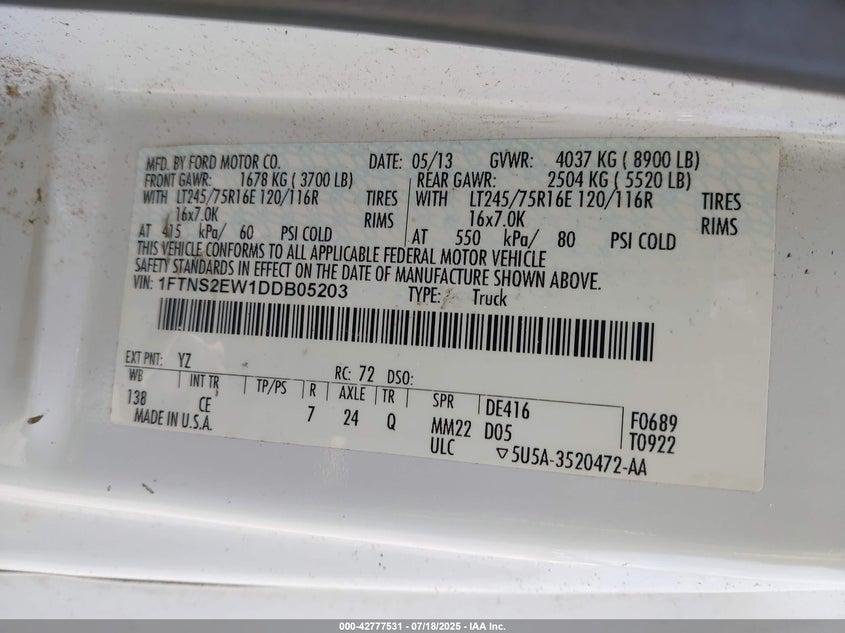 MFD. BY FORD MOTOR CO. DATE: 05/13 GVWR: 4037 KG ( 8900 LB)
FRONT GAWR: 1678 KG ( 3700 LB) REAR GAWR: 2504 KG ( 5520 LB)
WITH LT245/75R16E 120/116R TIRES WITH LT245/75R16E 120/116R TIRES
16x7.0K RIMS 16x7.0K RIMS
AT 415 kPa/ 60 PSI COLD AT 550 kPa/ 80 PSI COLD
THIS VEHICLE CONFORMS TO ALL APPLICABLE FEDERAL MOTOR VEHICLE
SAFETY STANDARDS IN EFFECT ON THE DATE OF MANUFACTURE SHOWN ABOVE.
VIN: 1FTNS2EW1DDB05203 TYPE: Truck
EXT PNT: YZ RC: 72 DSO:
WB INT TR TP/PS R AXLE TR SPR DE416 F0689
138 CE 7 24 Q MM22 D05 T0922
MADE IN U.S.A. ULC ▽5U5A-3520472-AA
000-42777531 | 07/18/2025 | IAA Inc.